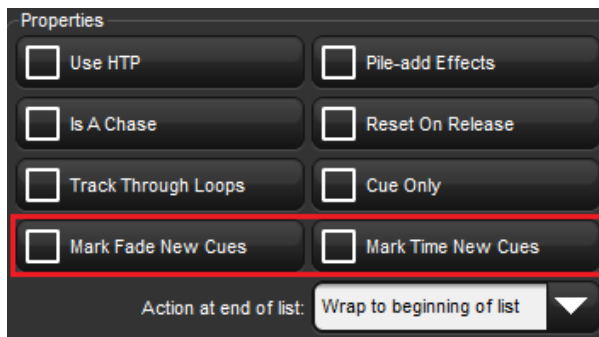 Properties
Use HTP
Pile-add Effects
Is A Chase
Reset On Release
Track Through Loops
Cue Only
Mark Fade New Cues
Mark Time New Cues
Action at end of list: Wrap to beginning of list